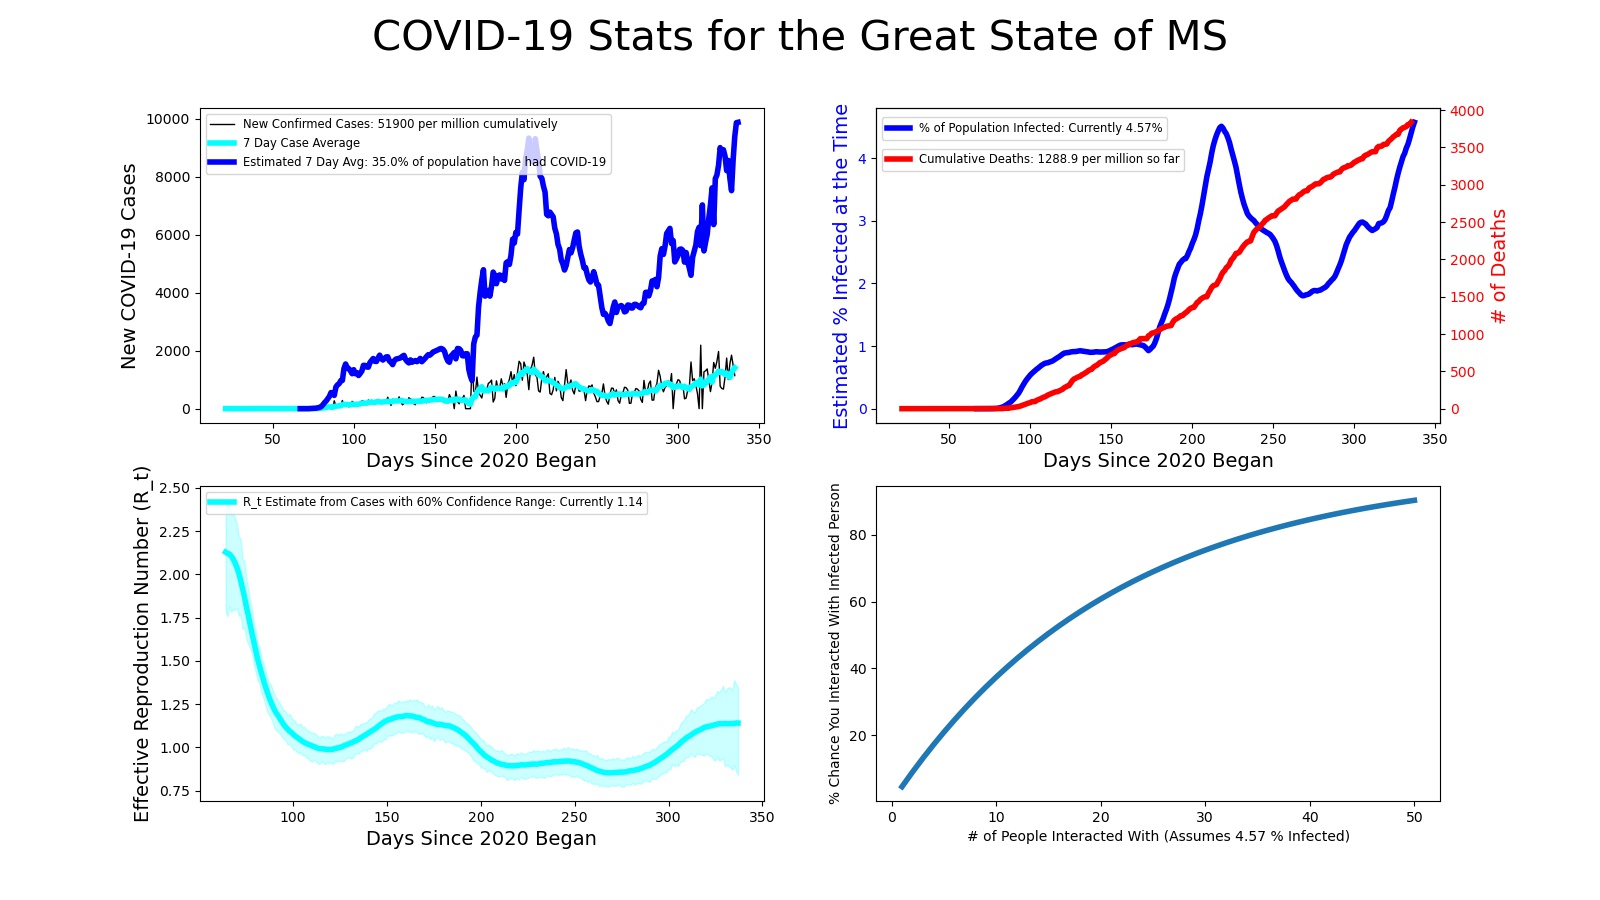 COVID-19 Stats for the Great State of MS
New COVID-19 Cases
10000
8000
6000
4000
2000
0
New Confirmed Cases: 51900 per million cumulatively
7 Day Case Average
Estimated 7 Day Avg: 35.0% of population have had COVID-19
50 100 150 200 250 300 350
Days Since 2020 Began
Estimated % Infected at the Time
4
3
2
1
0
% of Population Infected: Currently 4.57%
Cumulative Deaths: 1288.9 per million so far
4000
3500
3000
2500
2000
1500
1000
500
0
# of Deaths
50 100 150 200 250 300 350
Days Since 2020 Began
Effective Reproduction Number (R_t)
2.50
2.25
2.00
1.75
1.50
1.25
1.00
0.75
R_t Estimate from Cases with 60% Confidence Range: Currently 1.14
100 150 200 250 300 350
Days Since 2020 Began
% Chance You Interacted With Infected Person
80
60
40
20
0 10 20 30 40 50
# of People Interacted With (Assumes 4.57 % Infected)